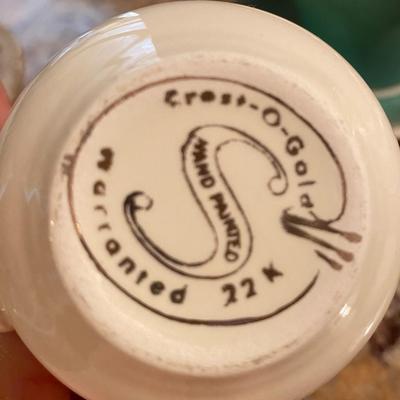 Crest-O-Gold
Warranted 22K
S
HAND PAINTED